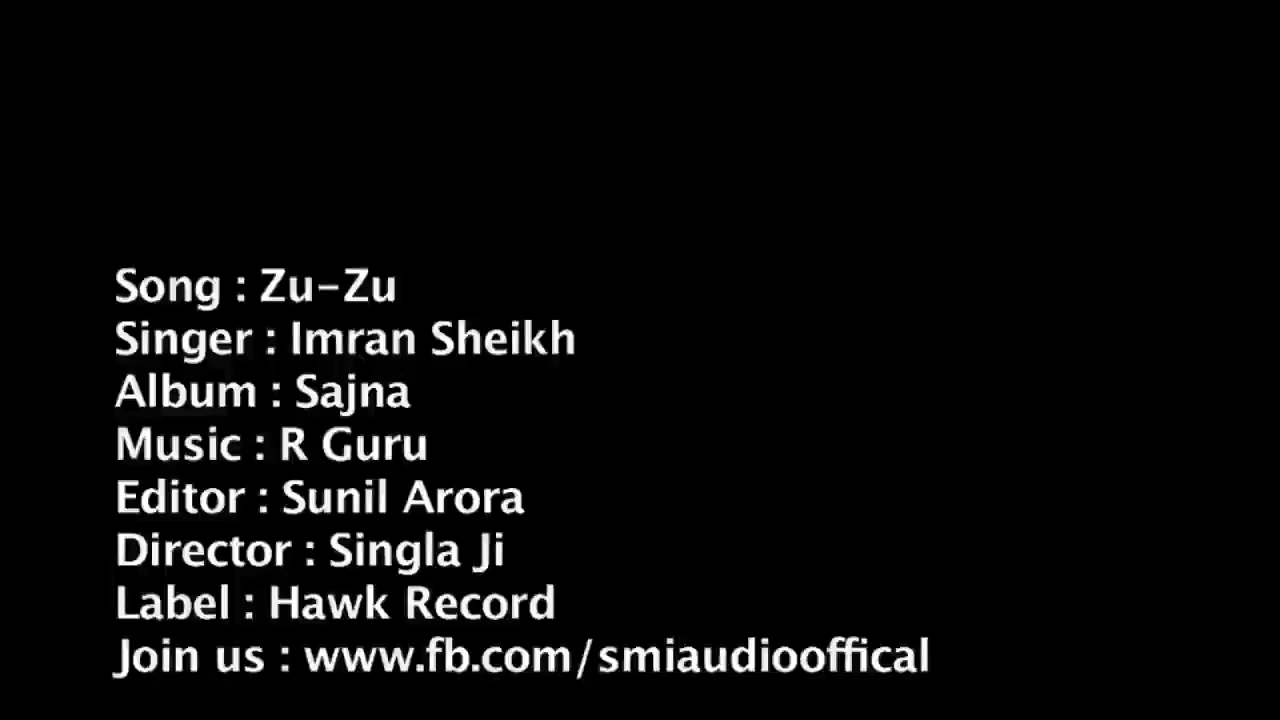 Song : Zu-Zu
Singer : Imran Sheikh
Album : Sajna
Music : R Guru
Editor : Sunil Arora
Director : Singla Ji
Label : Hawk Record
Join us : www.fb.com/smiaudiooffical